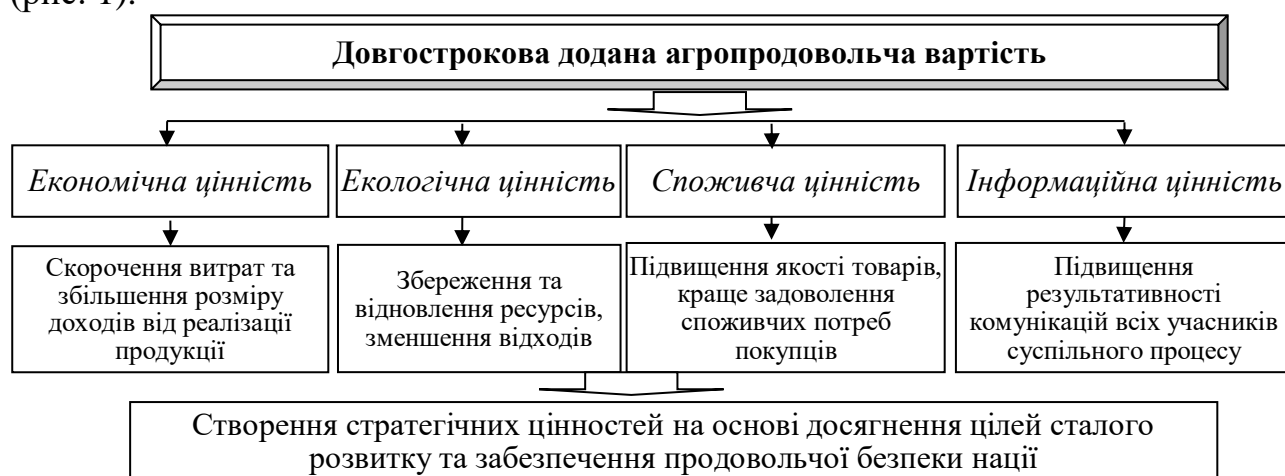 (рис. 1).
Довгострокова додана агропродовольча вартість
Економічна цінність
Екологічна цінність
Споживча цінність
Інформаційна цінність
Скорочення витрат та
збільшення розміру
доходів від реалізації
продукції
Збереження та
відновлення ресурсів,
зменшення відходів
Підвищення якості товарів,
краще задоволення
споживчих потреб
покупців
Підвищення
результативності
комунікацій всіх учасників
суспільного процесу
Створення стратегічних цінностей на основі досягнення цілей сталого
розвитку та забезпечення продовольчої безпеки нації